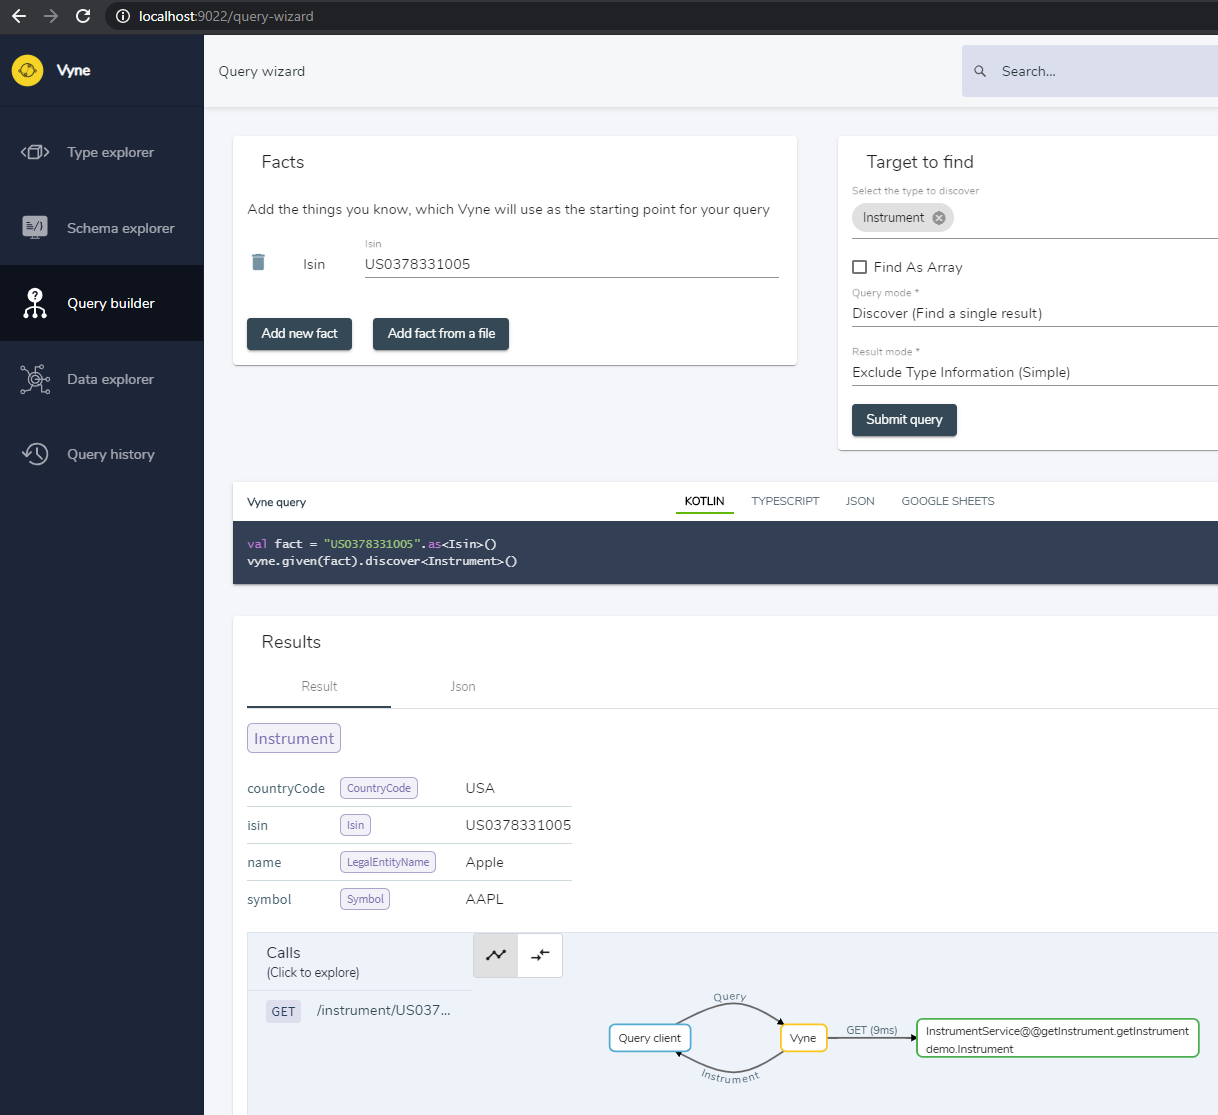 localhost:9022/query-wizard
Vyne
Query wizard
Search...
Type explorer
Schema explorer
Query builder
Data explorer
Query history
Facts
Add the things you know, which Vyne will use as the starting point for your query
Isin
Isin
US0378331005
Add new fact
Add fact from a file
Target to find
Select the type to discover
Instrument
Find As Array
Query mode *
Discover (Find a single result)
Result mode *
Exclude Type Information (Simple)
Submit query
Vyne query
KOTLIN TYPESCRIPT JSON GOOGLE SHEETS
val fact = "US0378331005".as<Isin>()
vyne.given(fact).discover<Instrument>()
Results
Result Json
Instrument
countryCode CountryCode USA
isin Isin US0378331005
name LegalEntityName Apple
symbol Symbol AAPL
Calls
(Click to explore)
GET /instrument/US037...
Query
Query client
Vyne
GET (9ms)
InstrumentService@@getInstrument.getInstrument
demo.Instrument
Instrument